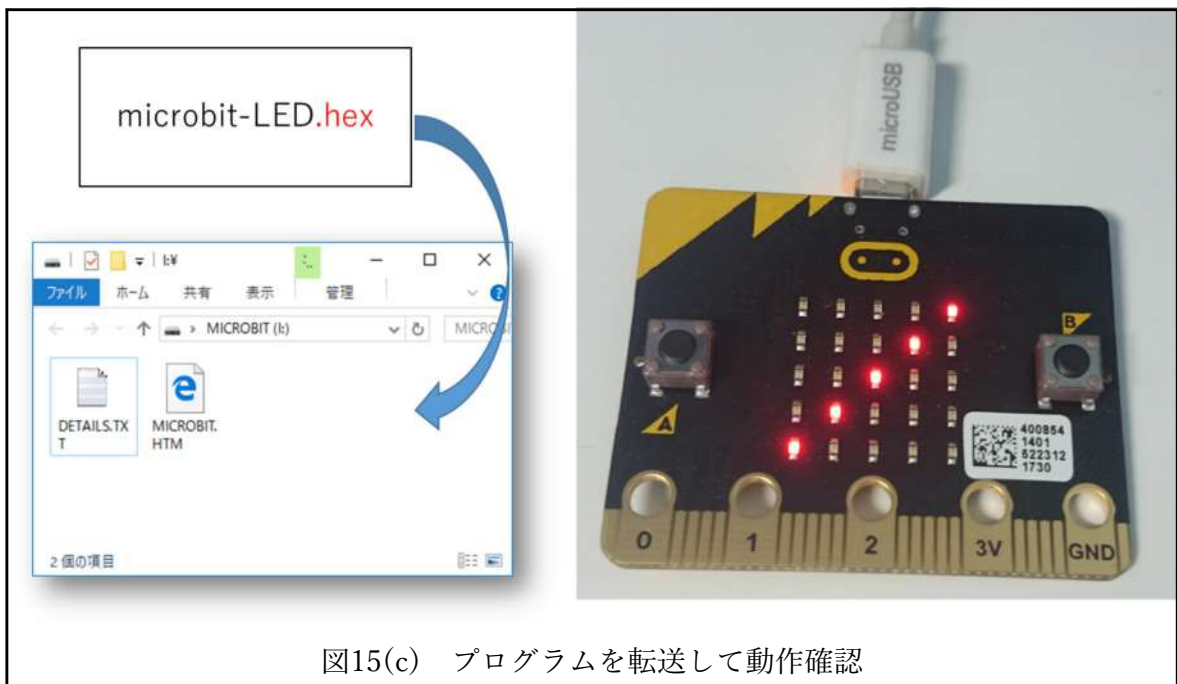 microbit-LED.hex
I:¥
ファイル ホーム 共有 表示 管理
MICROBIT (I:)
DETAILS.TX
T
MICROBIT.
HTM
2 個の項目
microUSB
A
B
400854
1401
522312
1730
0 1 2 3V GND
図15(c) プログラムを転送して動作確認